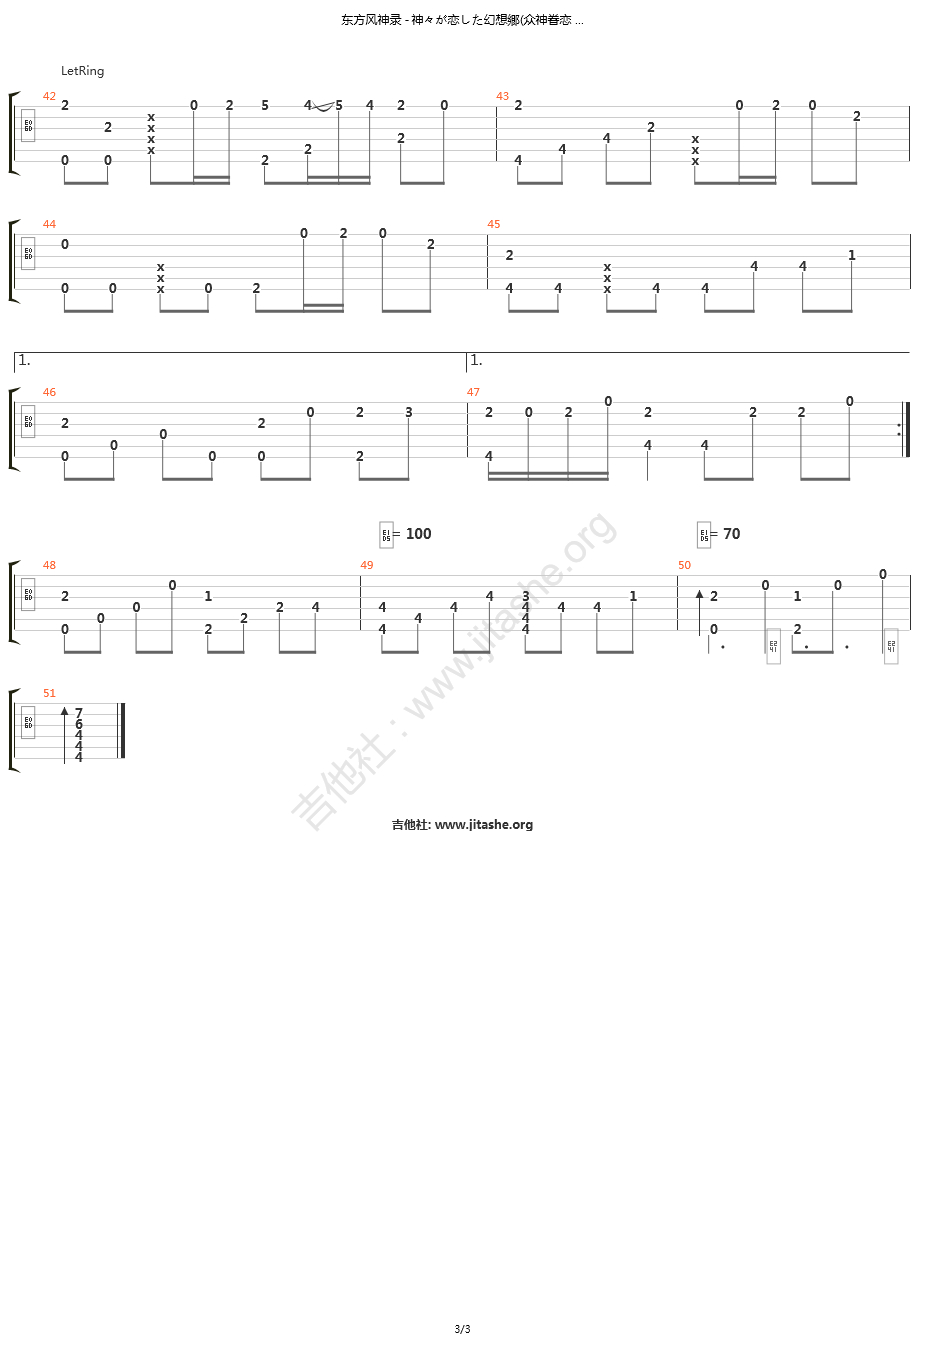 东方风神录 - 神々が恋した幻想郷(众神眷恋 ...
LetRing
42 43
2 0 2 5 4 5 4 2 0 2 0 2 0
x 2
2 x 2 2
x 4 x
x 2 4 x
0 0 2 4 x
44 45
0 2 0
0 2
2 1
x x 4 4
x x
0 0 x 0 2 4 4 x 4 4
1. 1.
46 47
0 0
0 2 3 2 0 2 2 2 2
2 2
0
0 4 4
0 0 0 2 4
= 100 = 70
48 49 50
0
0 0 0
2 1 4 3 1 2 1
0 2 4 4 4 4 4 4
0 2 4 4
0 2 4 4 0 2
51
7
6
4
4
4
吉他社：www.jitashe.org
吉他社: www.jitashe.org
3/3